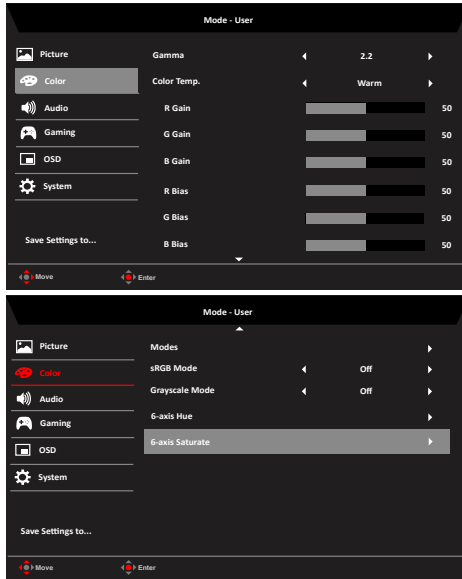 Mode - User
Picture
Gamma 2.2
Color
Color Temp. Warm
Audio
R Gain 50
Gaming
G Gain 50
OSD
B Gain 50
System
R Bias 50
G Bias 50
Save Settings to...
B Bias 50
Move Enter
Mode - User
Picture
Modes
Color
sRGB Mode Off
Audio
Grayscale Mode Off
Gaming
6-axis Hue
OSD
6-axis Saturate
System
Save Settings to...
Move Enter